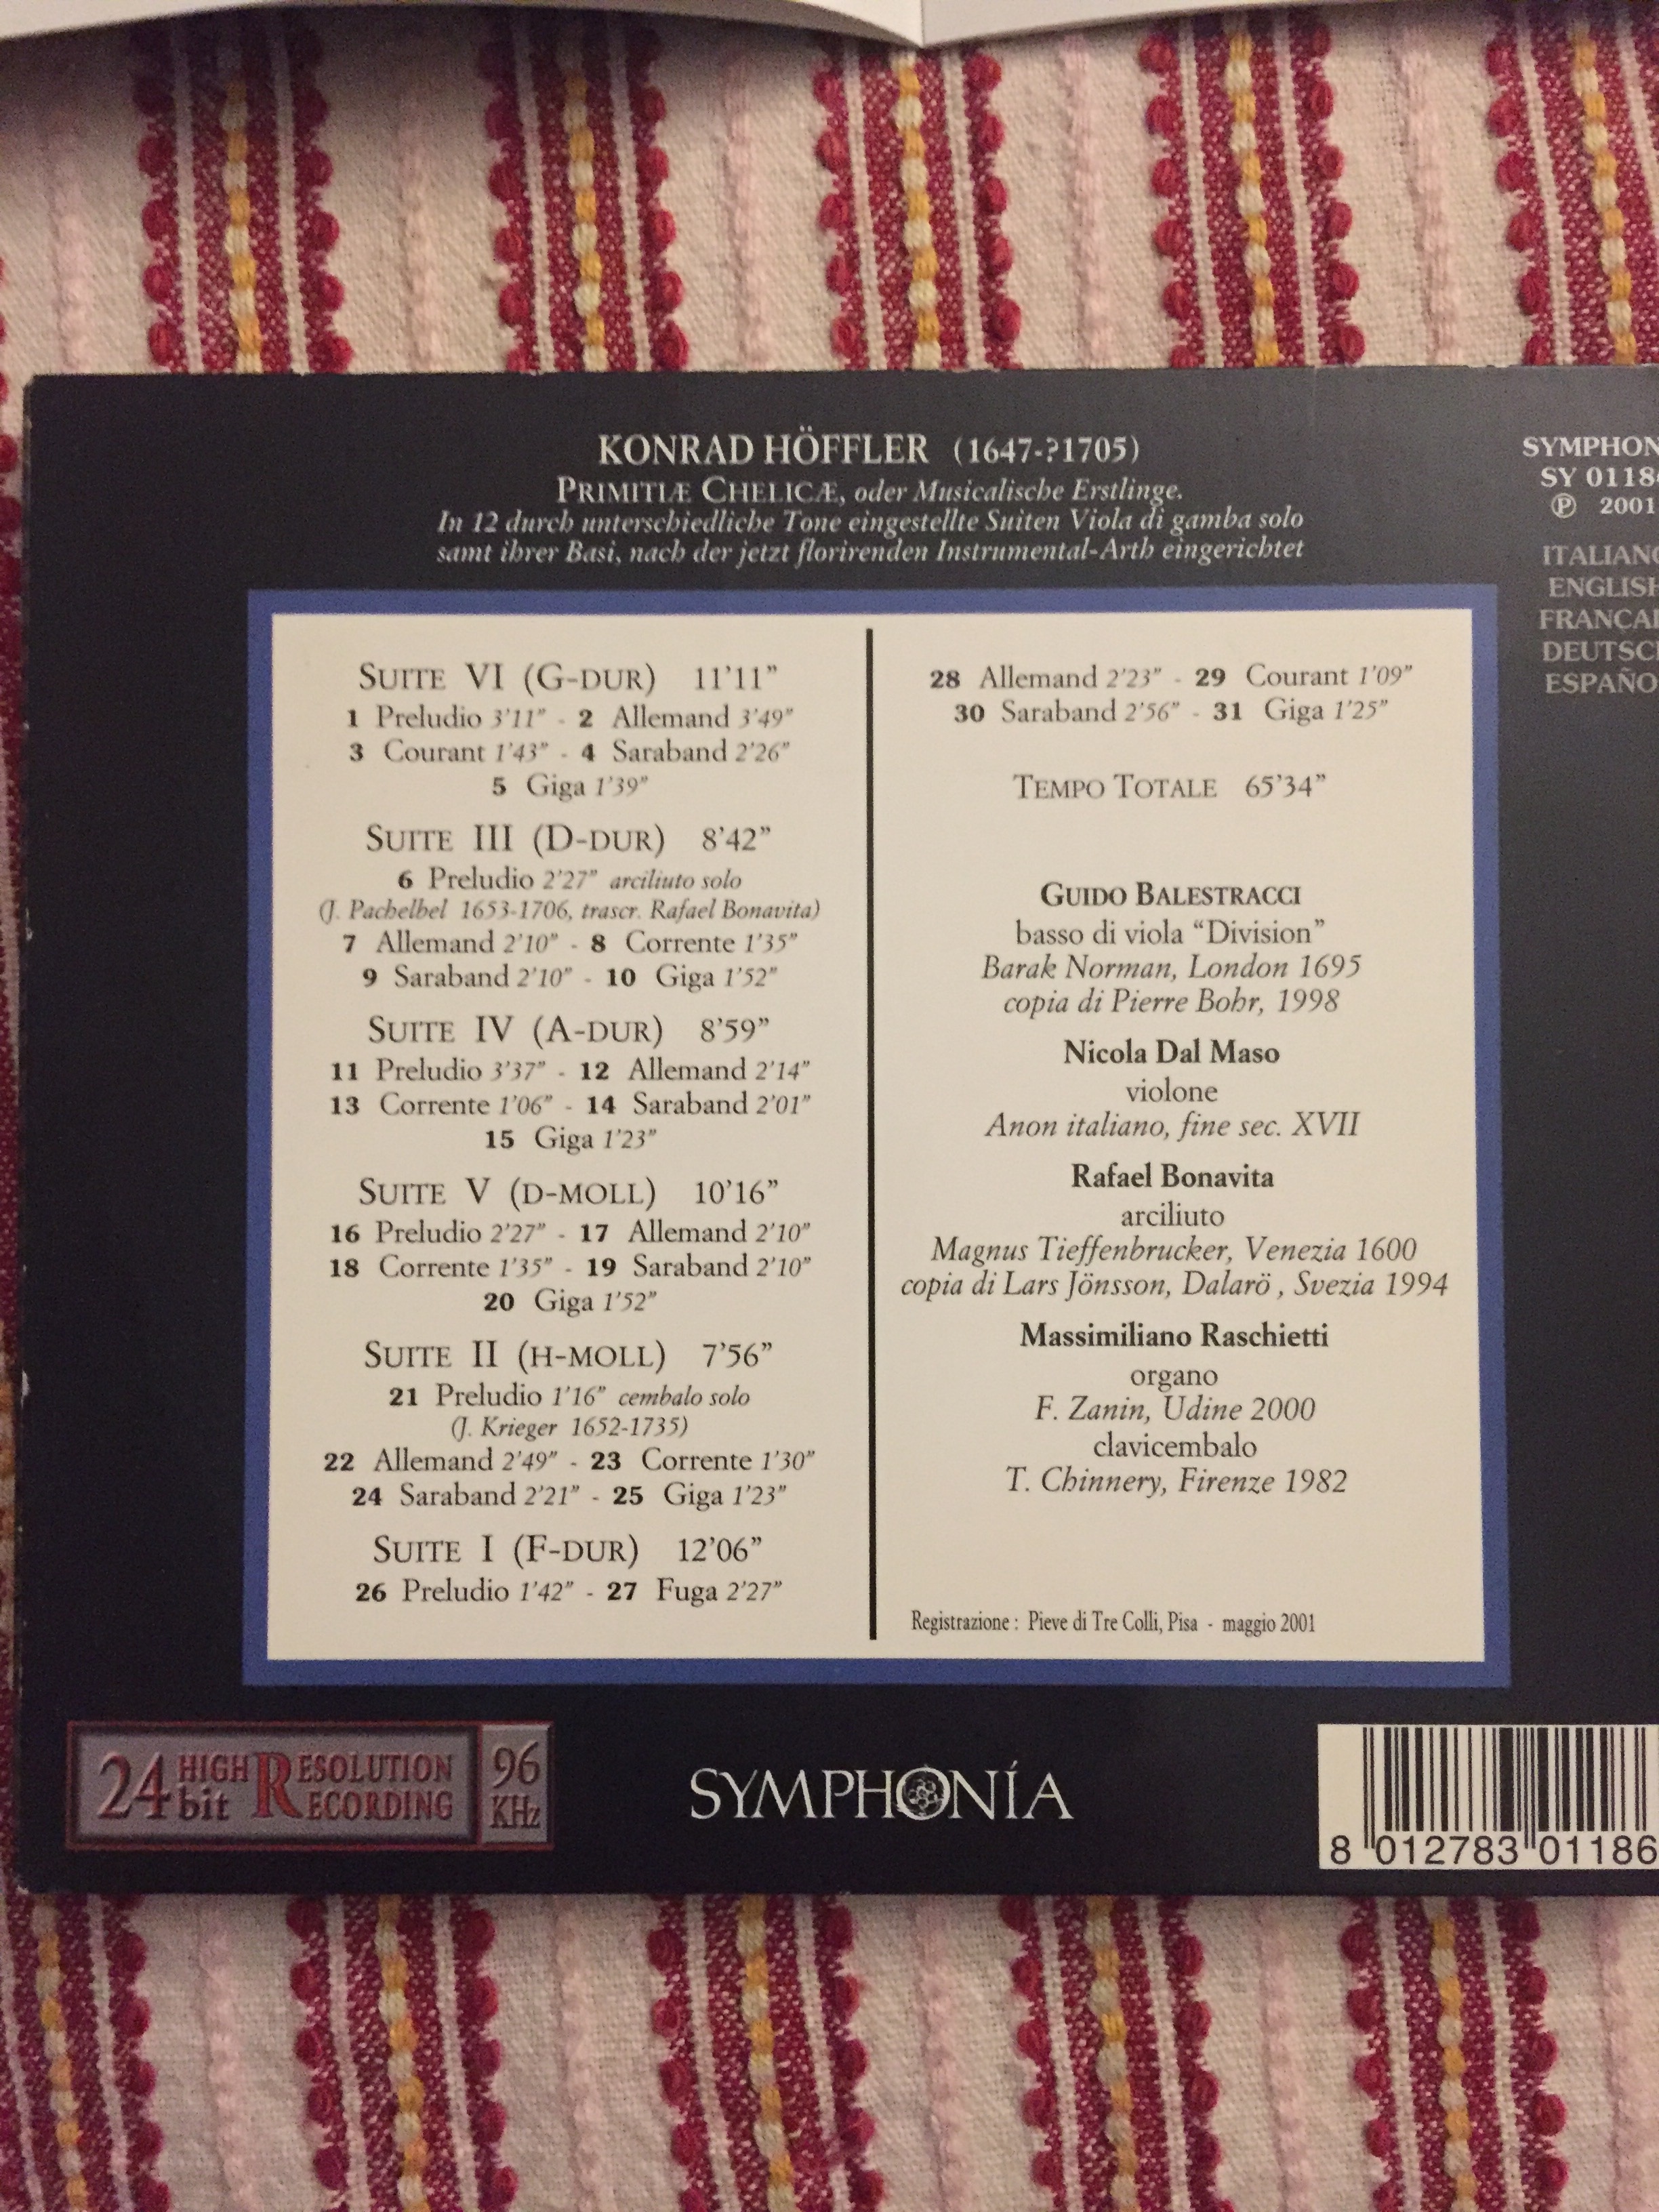 KONRAD HÖFFLER (1647-?1705)
PRIMITIÆ CHELICÆ, oder Musicalische Erstlinge.
In 12 durch unterschiedliche Tone eingestellte Suiten Viola di gamba solo
samt ihrer Basi, nach der jetzt florirenden Instrumental-Arth eingerichtet
SY
℗ 2001
SUITE VI (G-DUR) 11'11"
1 Preludio 3'11" - 2 Allemand 3'49"
3 Courant 1'43" - 4 Saraband 2'26"
5 Giga 1'39"
SUITE III (D-DUR) 8'42"
6 Preludio 2'27" arciliuto solo
(J. Pachelbel 1653-1706, trascr. Rafael Bonavita)
7 Allemand 2'10" - 8 Corrente 1'35"
9 Saraband 2'10" - 10 Giga 1'52"
SUITE IV (A-DUR) 8'59"
11 Preludio 3'37" - 12 Allemand 2'14"
13 Corrente 1'06" - 14 Saraband 2'01"
15 Giga 1'23"
SUITE V (D-MOLL) 10'16"
16 Preludio 2'27" - 17 Allemand 2'10"
18 Corrente 1'35" - 19 Saraband 2'10"
20 Giga 1'52"
SUITE II (H-MOLL) 7'56"
21 Preludio 1'16" cembalo solo
(J. Krieger 1652-1735)
22 Allemand 2'49" - 23 Corrente 1'30"
24 Saraband 2'21" - 25 Giga 1'23"
SUITE I (F-DUR) 12'06"
26 Preludio 1'42" - 27 Fuga 2'27"
28 Allemand 2'23" - 29 Courant 1'09"
30 Saraband 2'56" - 31 Giga 1'25"
TEMPO TOTALE 65'34"
GUIDO BALESTRACCI
basso di viola "Division"
Barak Norman, London 1695
copia di Pierre Bohr, 1998
Nicola Dal Maso
violone
Anon italiano, fine sec. XVII
Rafael Bonavita
arciliuto
Magnus Tieffenbrucker, Venezia 1600
copia di Lars Jönsson, Dalarö , Svezia 1994
Massimiliano Raschietti
organo
F. Zanin, Udine 2000
clavicembalo
T. Chinnery, Firenze 1982
Registrazione : Pieve di Tre Colli, Pisa - maggio 2001
24 bit HIGH RESOLUTION RECORDING 96 KHz
SYMPHONÍA
8 012783 01186